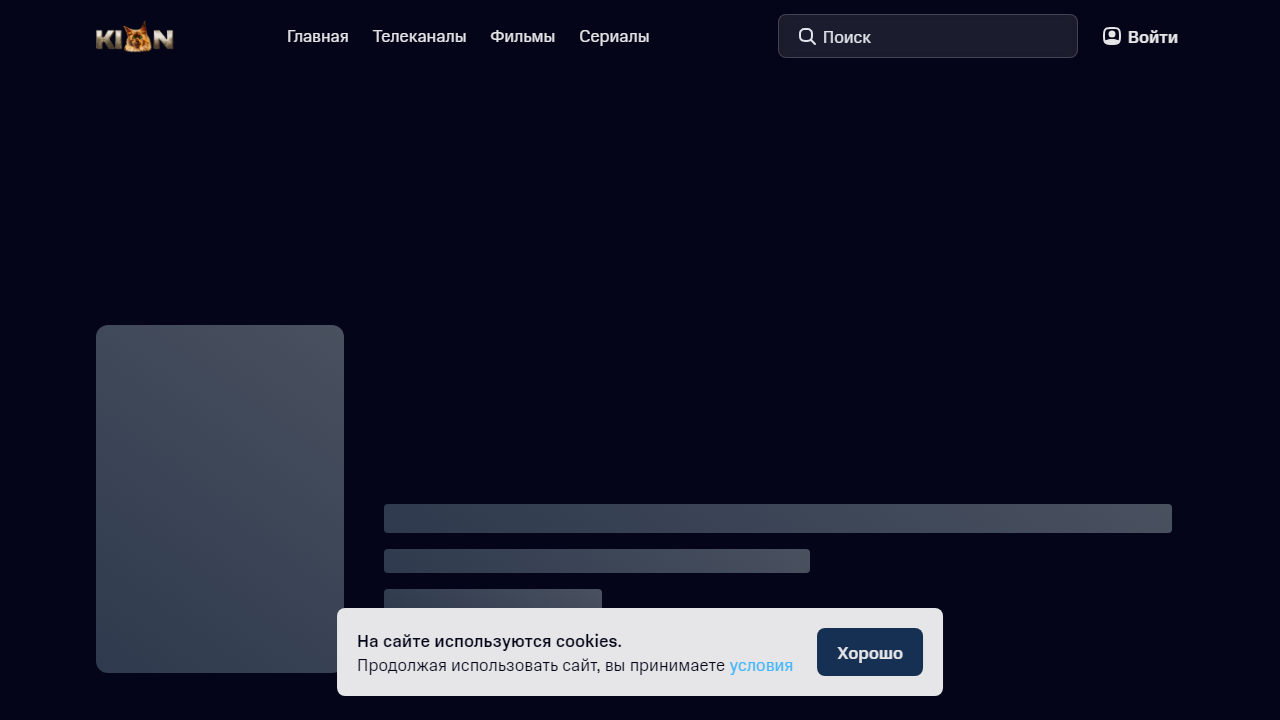 KION
Главная
Телеканалы
Фильмы
Сериалы
Поиск
Войти
На сайте используются cookies.
Продолжая использовать сайт, вы принимаете условия
Хорошо